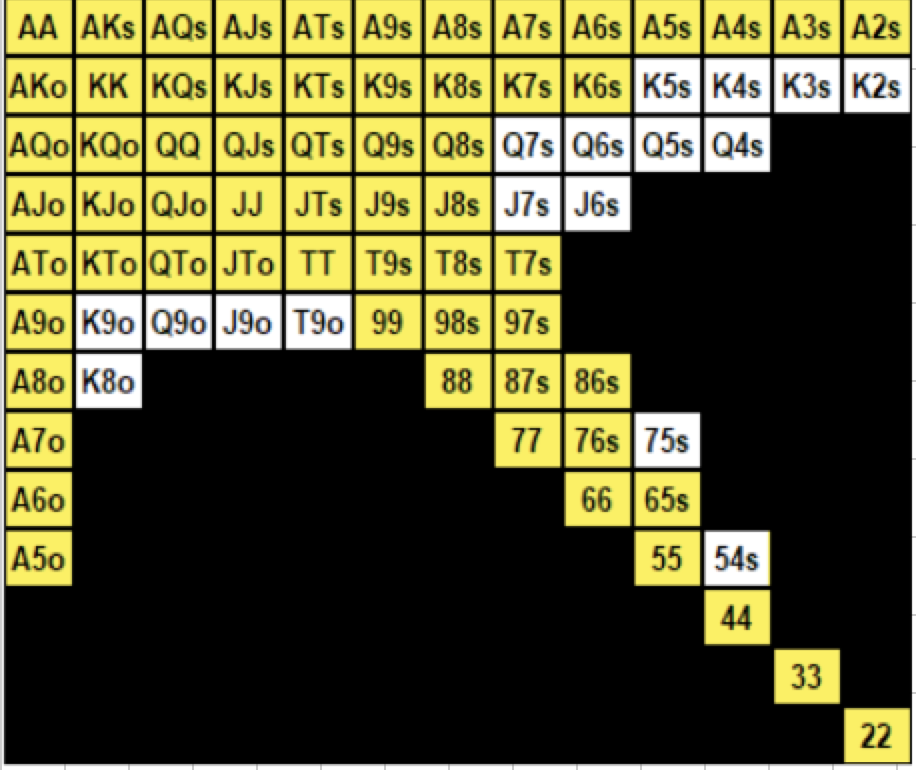 AA AKs AQs AJs ATs A9s A8s A7s A6s A5s A4s A3s A2s
AKo KK KQs KJs KTs K9s K8s K7s K6s K5s K4s K3s K2s
AQo KQo QQ QJs QTs Q9s Q8s Q7s Q6s Q5s Q4s
AJo KJo QJo JJ JTs J9s J8s J7s J6s
ATo KTo QTo JTo TT T9s T8s T7s
A9o K9o Q9o J9o T9o 99 98s 97s
A8o K8o 88 87s 86s
A7o 77 76s 75s
A6o 66 65s
A5o 55 54s
44
33
22